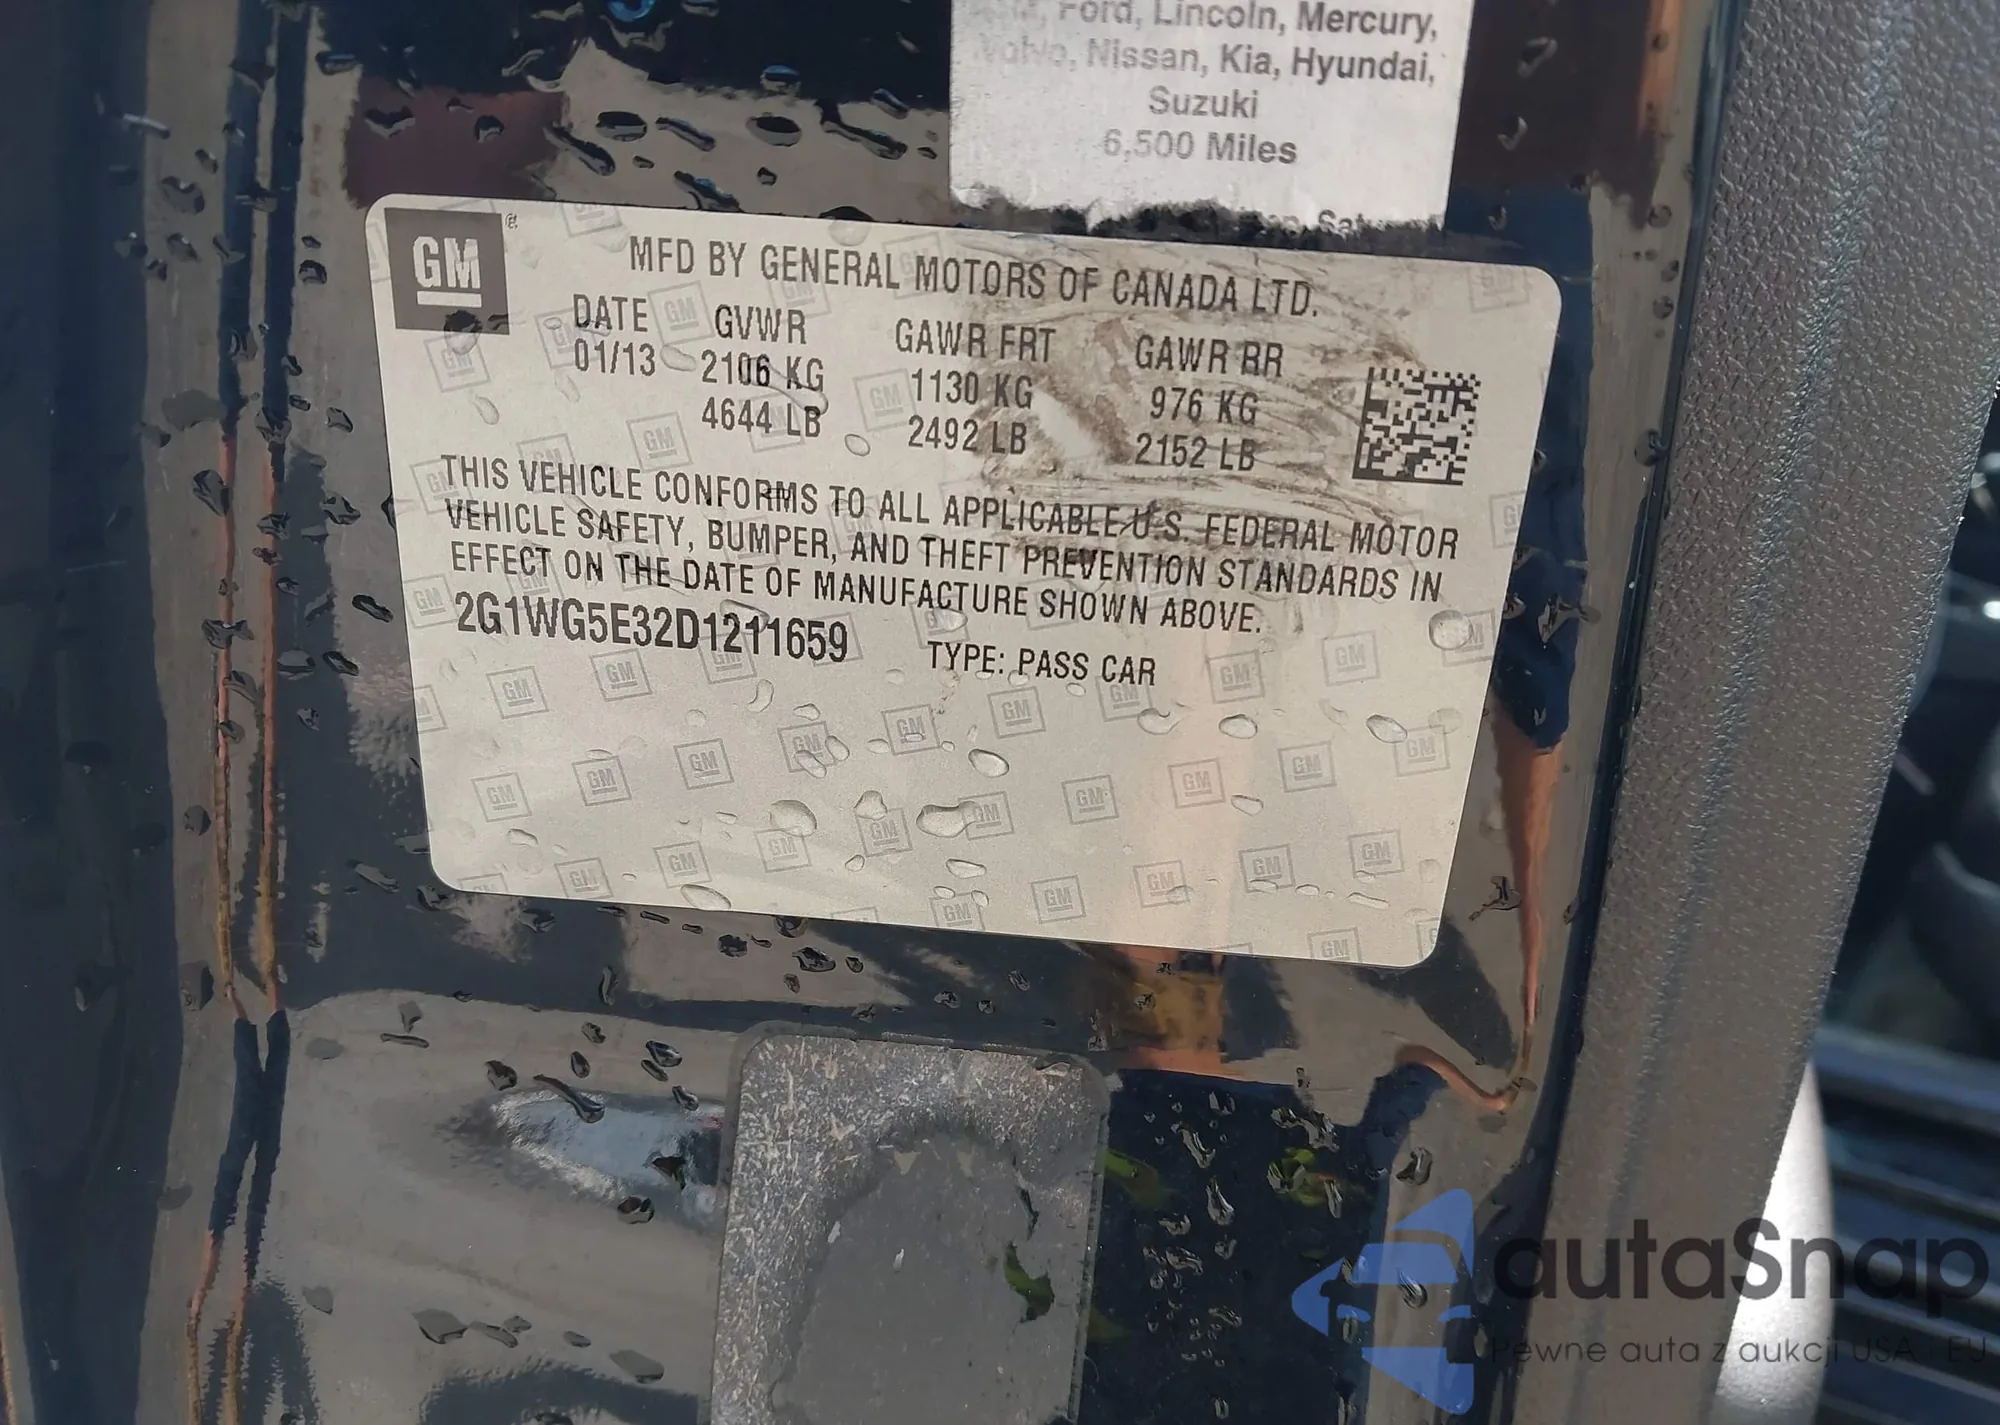 Ford, Lincoln, Mercury,
Volvo, Nissan, Kia, Hyundai,
Suzuki
6,500 Miles
GM
MFD BY GENERAL MOTORS OF CANADA LTD.
DATE GVWR GAWR FRT GAWR RR
01/13 2106 KG 1130 KG 976 KG
4644 LB 2492 LB 2152 LB
THIS VEHICLE CONFORMS TO ALL APPLICABLE U.S. FEDERAL MOTOR
VEHICLE SAFETY, BUMPER, AND THEFT PREVENTION STANDARDS IN
EFFECT ON THE DATE OF MANUFACTURE SHOWN ABOVE.
2G1WG5E32D1211659 TYPE: PASS CAR
autaSnap
Pewne auta z aukcji USA i EU